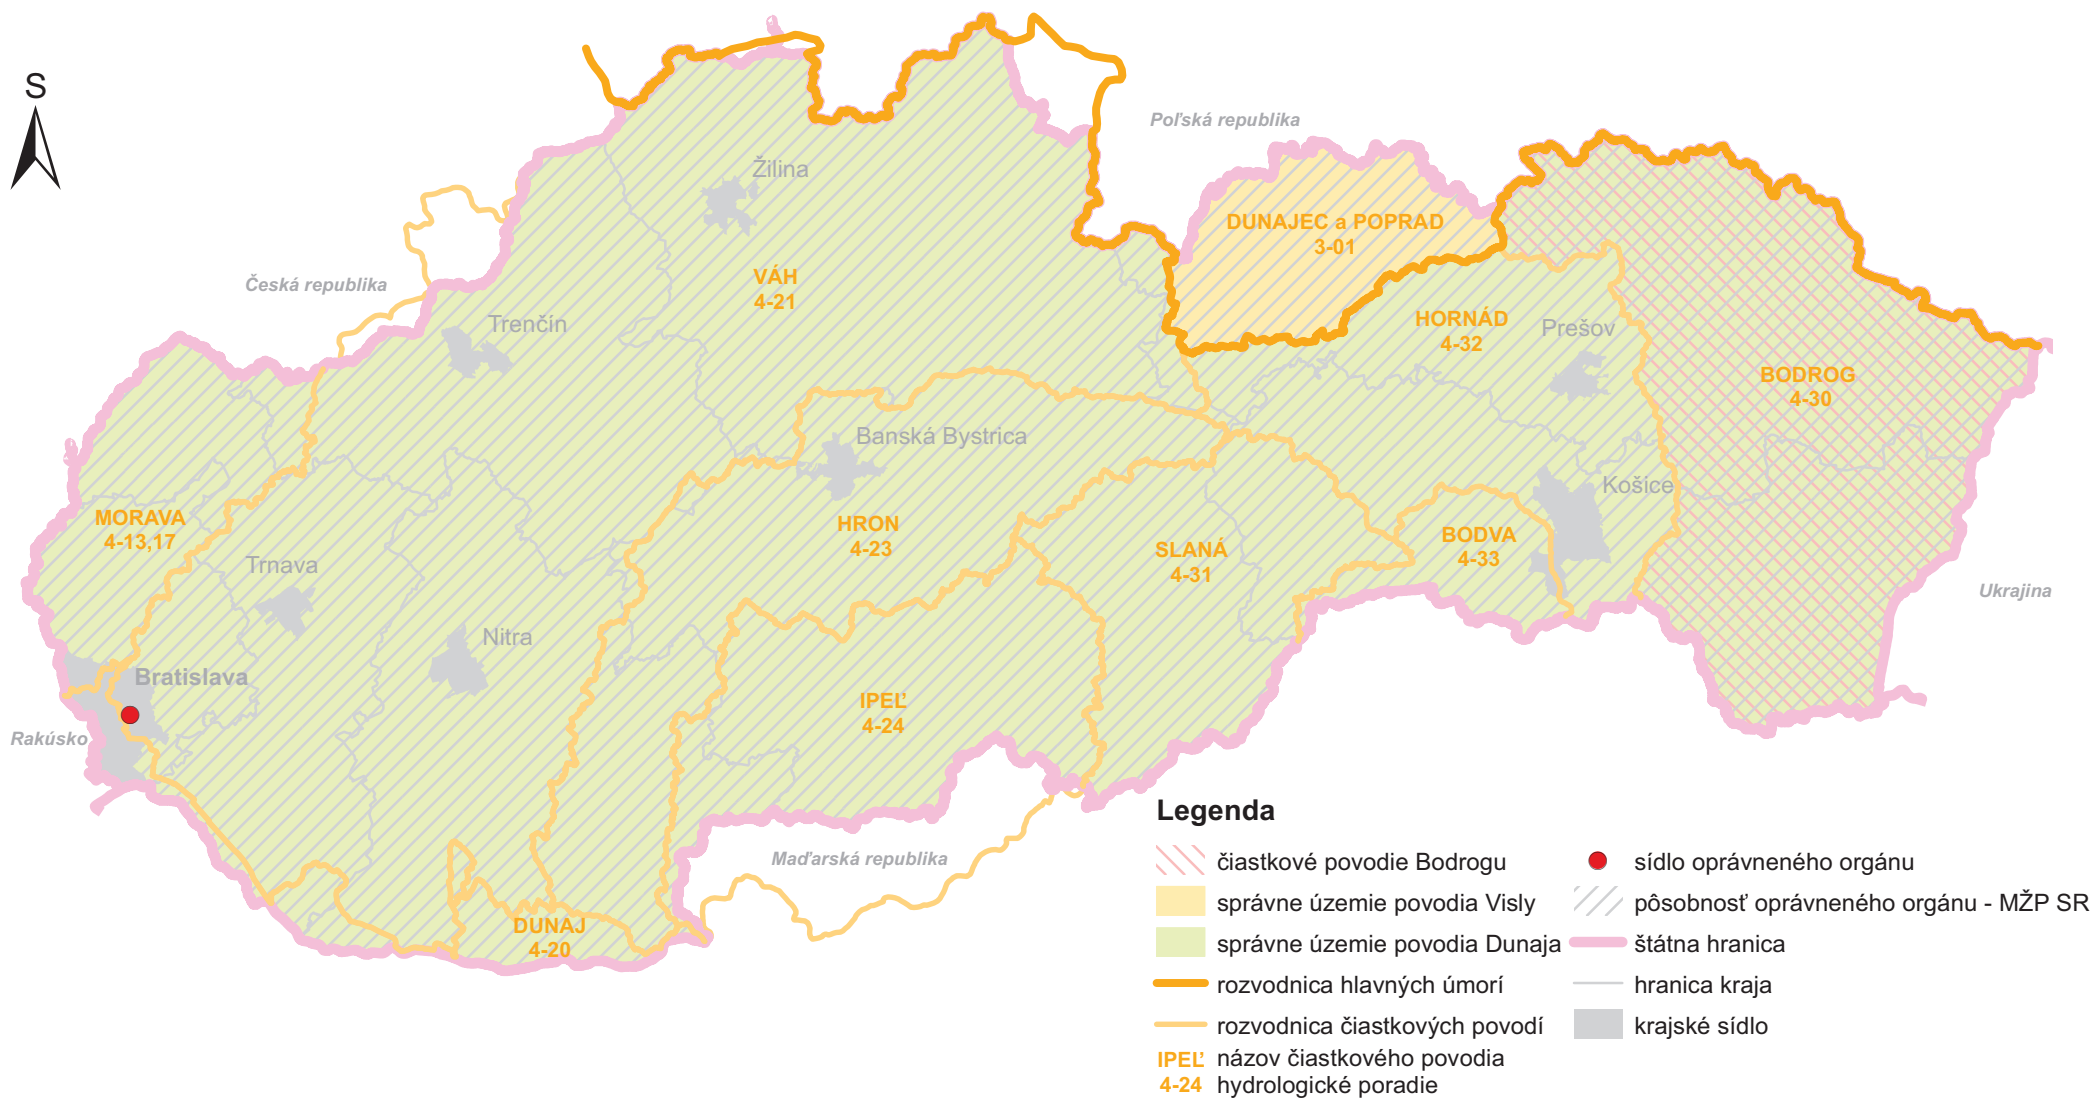 S
Poľská republika
Žilina
DUNAJEC a POPRAD
3-01
Česká republika
VÁH
4-21
Trenčín
HORNÁD
4-32
Prešov
BODROG
4-30
Banská Bystrica
Košice
MORAVA
4-13,17
HRON
4-23
SLANÁ
4-31
BODVA
4-33
Trnava
Ukrajina
Nitra
Bratislava
IPEĽ
4-24
Rakúsko
Maďarská republika
DUNAJ
4-20
Legenda
čiastkové povodie Bodrogu
správne územie povodia Visly
správne územie povodia Dunaja
rozvodnica hlavných úmorí
rozvodnica čiastkových povodí
IPEĽ názov čiastkového povodia
4-24 hydrologické poradie
sídlo oprávneného orgánu
pôsobnosť oprávneného orgánu - MŽP SR
štátna hranica
hranica kraja
krajské sídlo